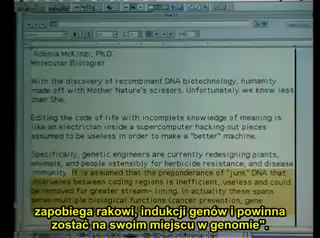 Adonia McKinzi, Ph.D.
Molecular Biologist
With the discovery of recombinant DNA biotechnology, humanity
made off with Mother Nature's scissors. Unfortunately we know less
than She.
Editing the code of life with incomplete knowledge of meaning is
like an electrician inside a supercomputer hacking out pieces
assumed to be useless in order to make a "better" machine.
Specifically, genetic engineers are currently redesigning plants,
animals, and people ostensibly for herbicide resistance, and disease
immunity. It is assumed that the preponderance of "junk" DNA that
intervenes between coding regions is inefficient, useless and could
be removed for greater stream- lining. In actuality these spans
serve multiple biological functions (cancer prevention, gene
zapobiega rakowi, indukcji genów i powinna
zostać na swoim miejscu w genomie".